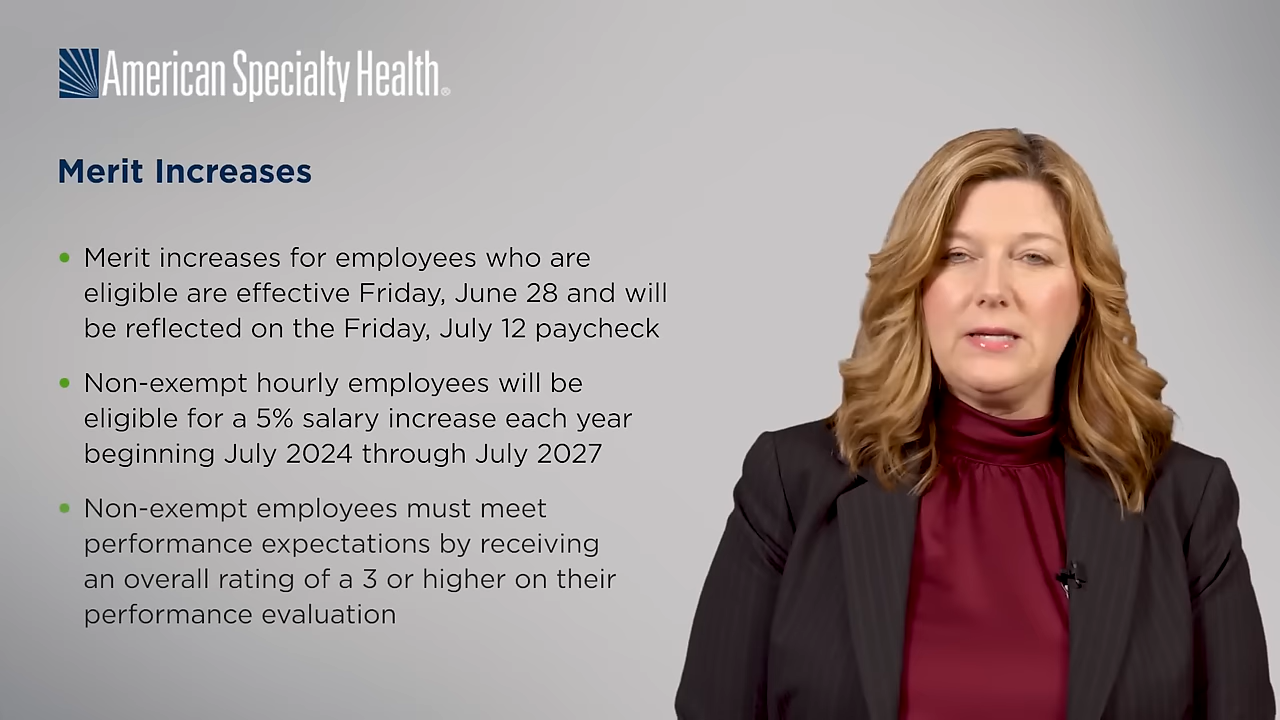 American Specialty Health®
Merit Increases
• Merit increases for employees who are
eligible are effective Friday, June 28 and will
be reflected on the Friday, July 12 paycheck
• Non-exempt hourly employees will be
eligible for a 5% salary increase each year
beginning July 2024 through July 2027
• Non-exempt employees must meet
performance expectations by receiving
an overall rating of a 3 or higher on their
performance evaluation